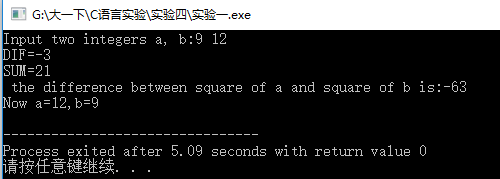 G:\大一下\C语言实验\实验四\实验一.exe
Input two integers a, b:9 12
DIF=-3
SUM=21
 the difference between square of a and square of b is:-63
Now a=12,b=9
--------------------------------
Process exited after 5.09 seconds with return value 0
请按任意键继续. . .